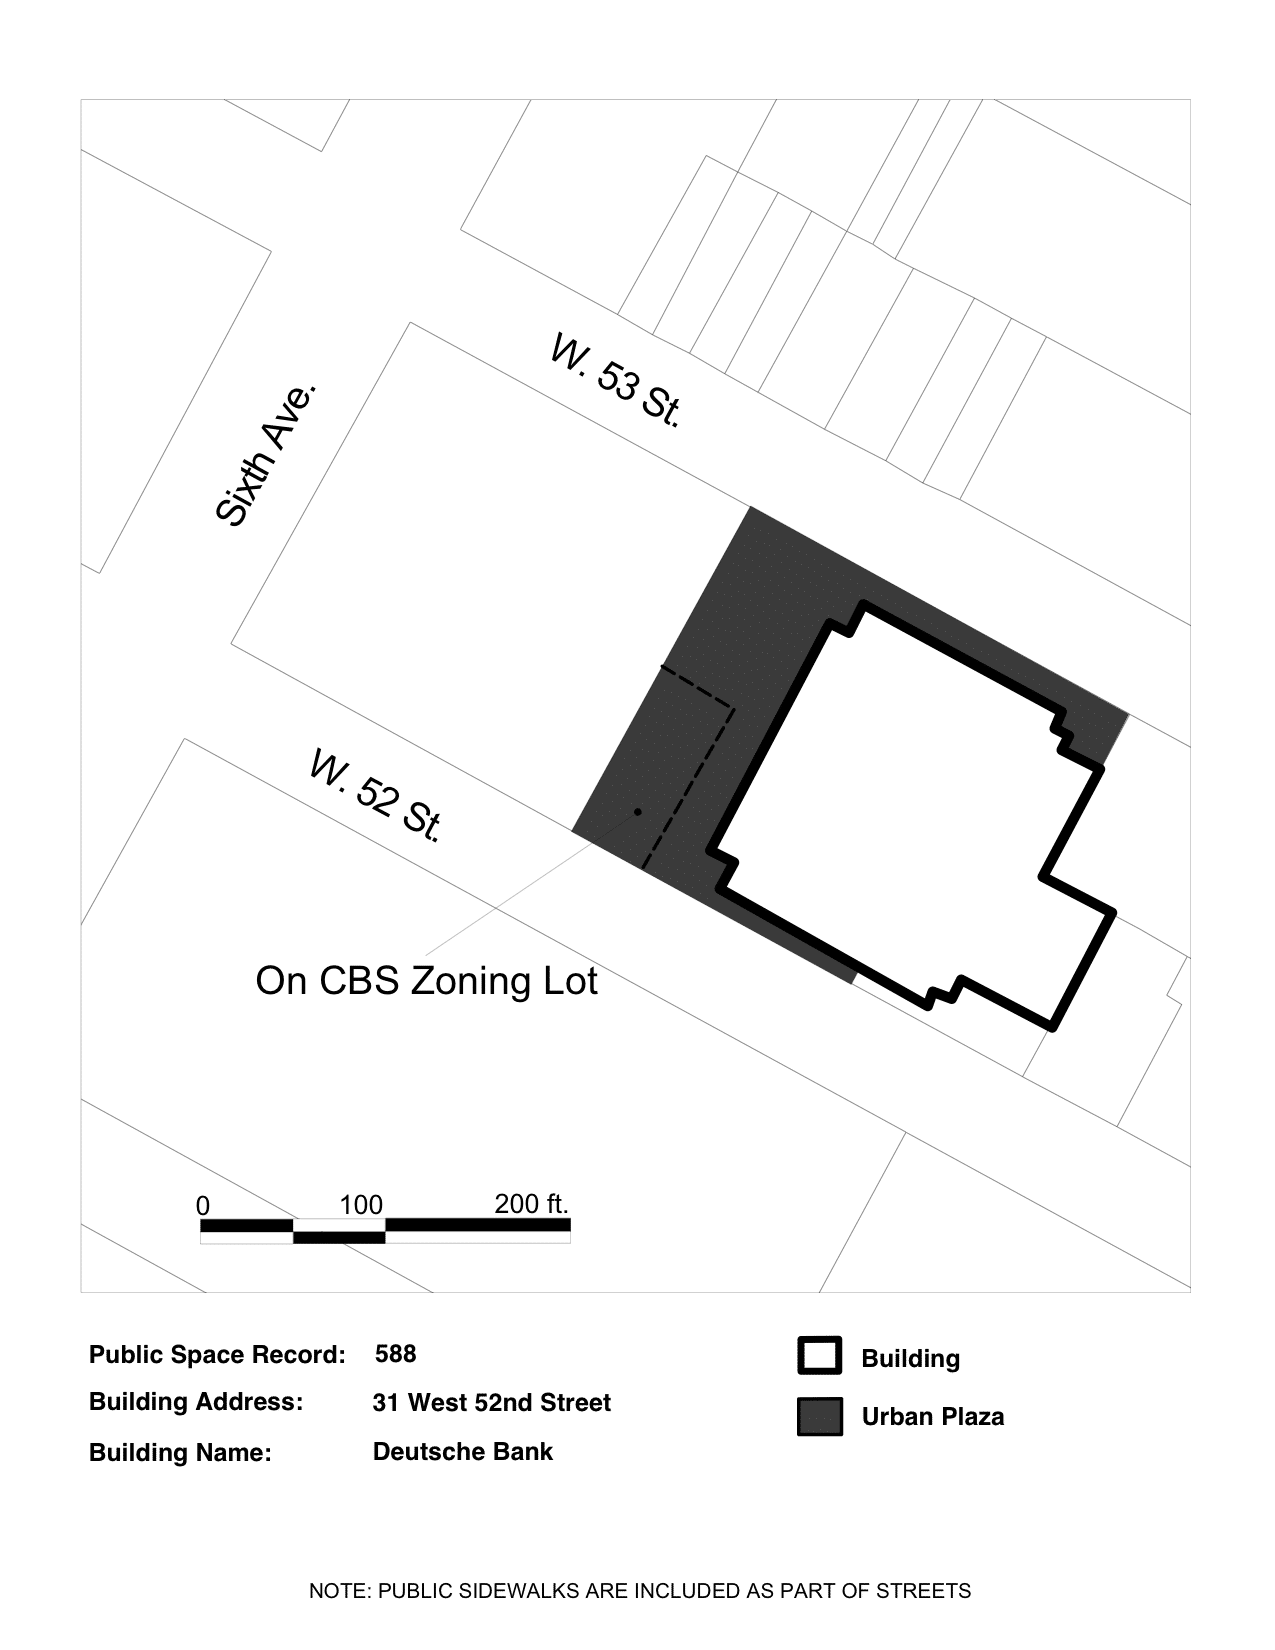 W. 53 St.
Sixth Ave.
W. 52 St.
On CBS Zoning Lot
0 100 200 ft.
Public Space Record: 588
Building Address: 31 West 52nd Street
Building Name: Deutsche Bank
Building
Urban Plaza
NOTE: PUBLIC SIDEWALKS ARE INCLUDED AS PART OF STREETS